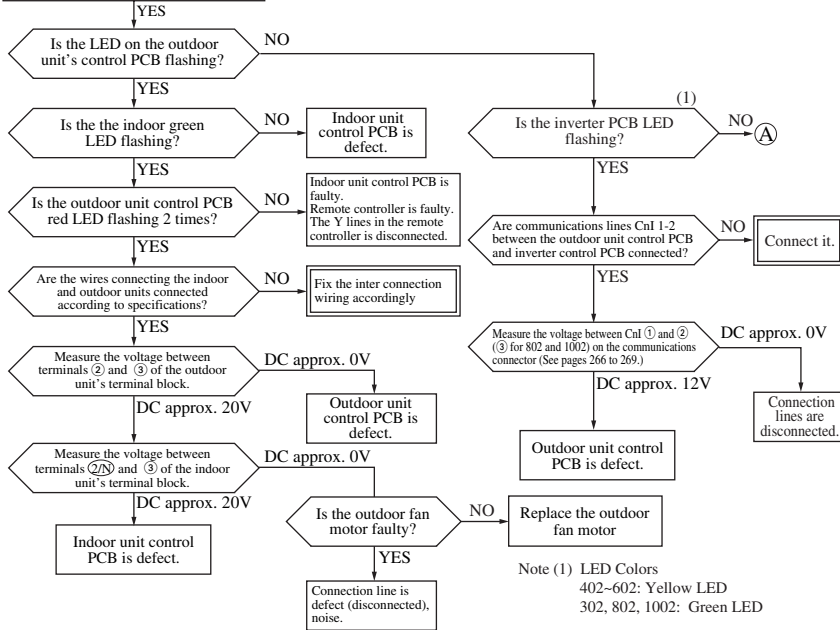 YES
Is the LED on the outdoor
unit's control PCB flashing?
NO
YES
Is the the indoor green
LED flashing?
NO
Indoor unit
control PCB is
defect.
YES
Is the outdoor unit control PCB
red LED flashing 2 times?
NO
Indoor unit control PCB is
faulty.
Remote controller is faulty.
The Y lines in the remote
controller is disconnected.
YES
Are the wires connecting the indoor
and outdoor units connected
according to specifications?
NO
Fix the inter connection
wiring accordingly
YES
Measure the voltage between
terminals ② and ③ of the outdoor
unit's terminal block.
DC approx. 0V
Outdoor unit
control PCB is
defect.
DC approx. 20V
Measure the voltage between
terminals 2/N and ③ of the indoor
unit's terminal block.
DC approx. 0V
DC approx. 20V
Indoor unit control
PCB is defect.
Is the outdoor fan
motor faulty?
NO
Replace the outdoor
fan motor
YES
Connection line is
defect (disconnected),
noise.
(1)
Is the inverter PCB LED
flashing?
NO
Ⓐ
YES
Are communications lines CnI 1-2
between the outdoor unit control PCB
and inverter control PCB connected?
NO
Connect it.
YES
Measure the voltage between CnI ① and ②
(③ for 802 and 1002) on the communications
connector (See pages 266 to 269.)
DC approx. 0V
Connection
lines are
disconnected.
DC approx. 12V
Outdoor unit control
PCB is defect.
Note (1) LED Colors
402~602: Yellow LED
302, 802, 1002: Green LED